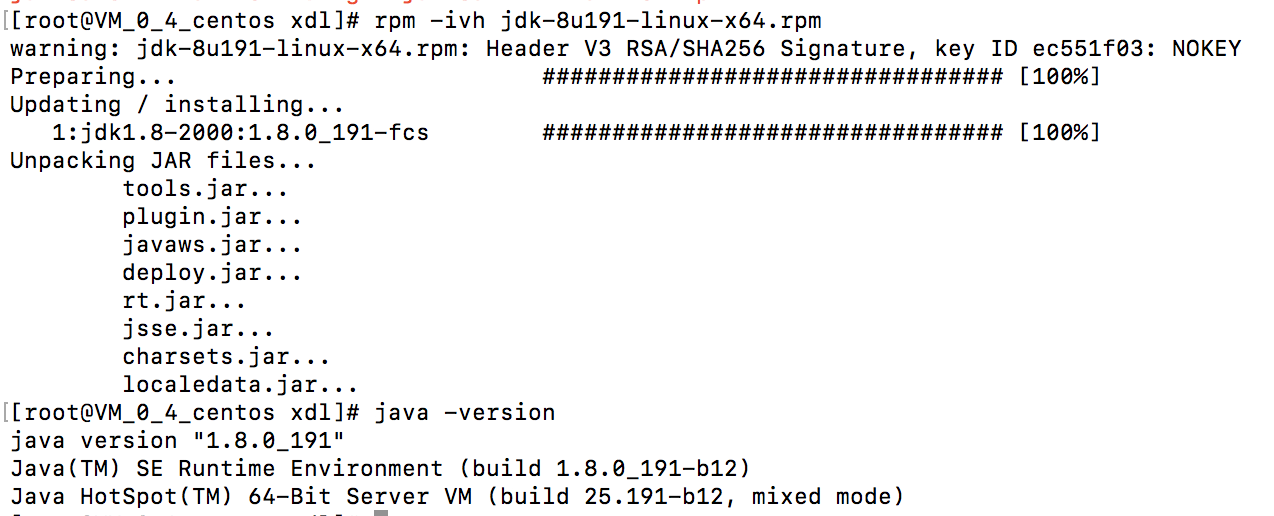 [[root@VM_0_4_centos xdl]# rpm -ivh jdk-8u191-linux-x64.rpm
warning: jdk-8u191-linux-x64.rpm: Header V3 RSA/SHA256 Signature, key ID ec551f03: NOKEY
Preparing...                          ################################# [100%]
Updating / installing...
   1:jdk1.8-2000:1.8.0_191-fcs        ################################# [100%]
Unpacking JAR files...
        tools.jar...
        plugin.jar...
        javaws.jar...
        deploy.jar...
        rt.jar...
        jsse.jar...
        charsets.jar...
        localedata.jar...
[[root@VM_0_4_centos xdl]# java -version
java version "1.8.0_191"
Java(TM) SE Runtime Environment (build 1.8.0_191-b12)
Java HotSpot(TM) 64-Bit Server VM (build 25.191-b12, mixed mode)